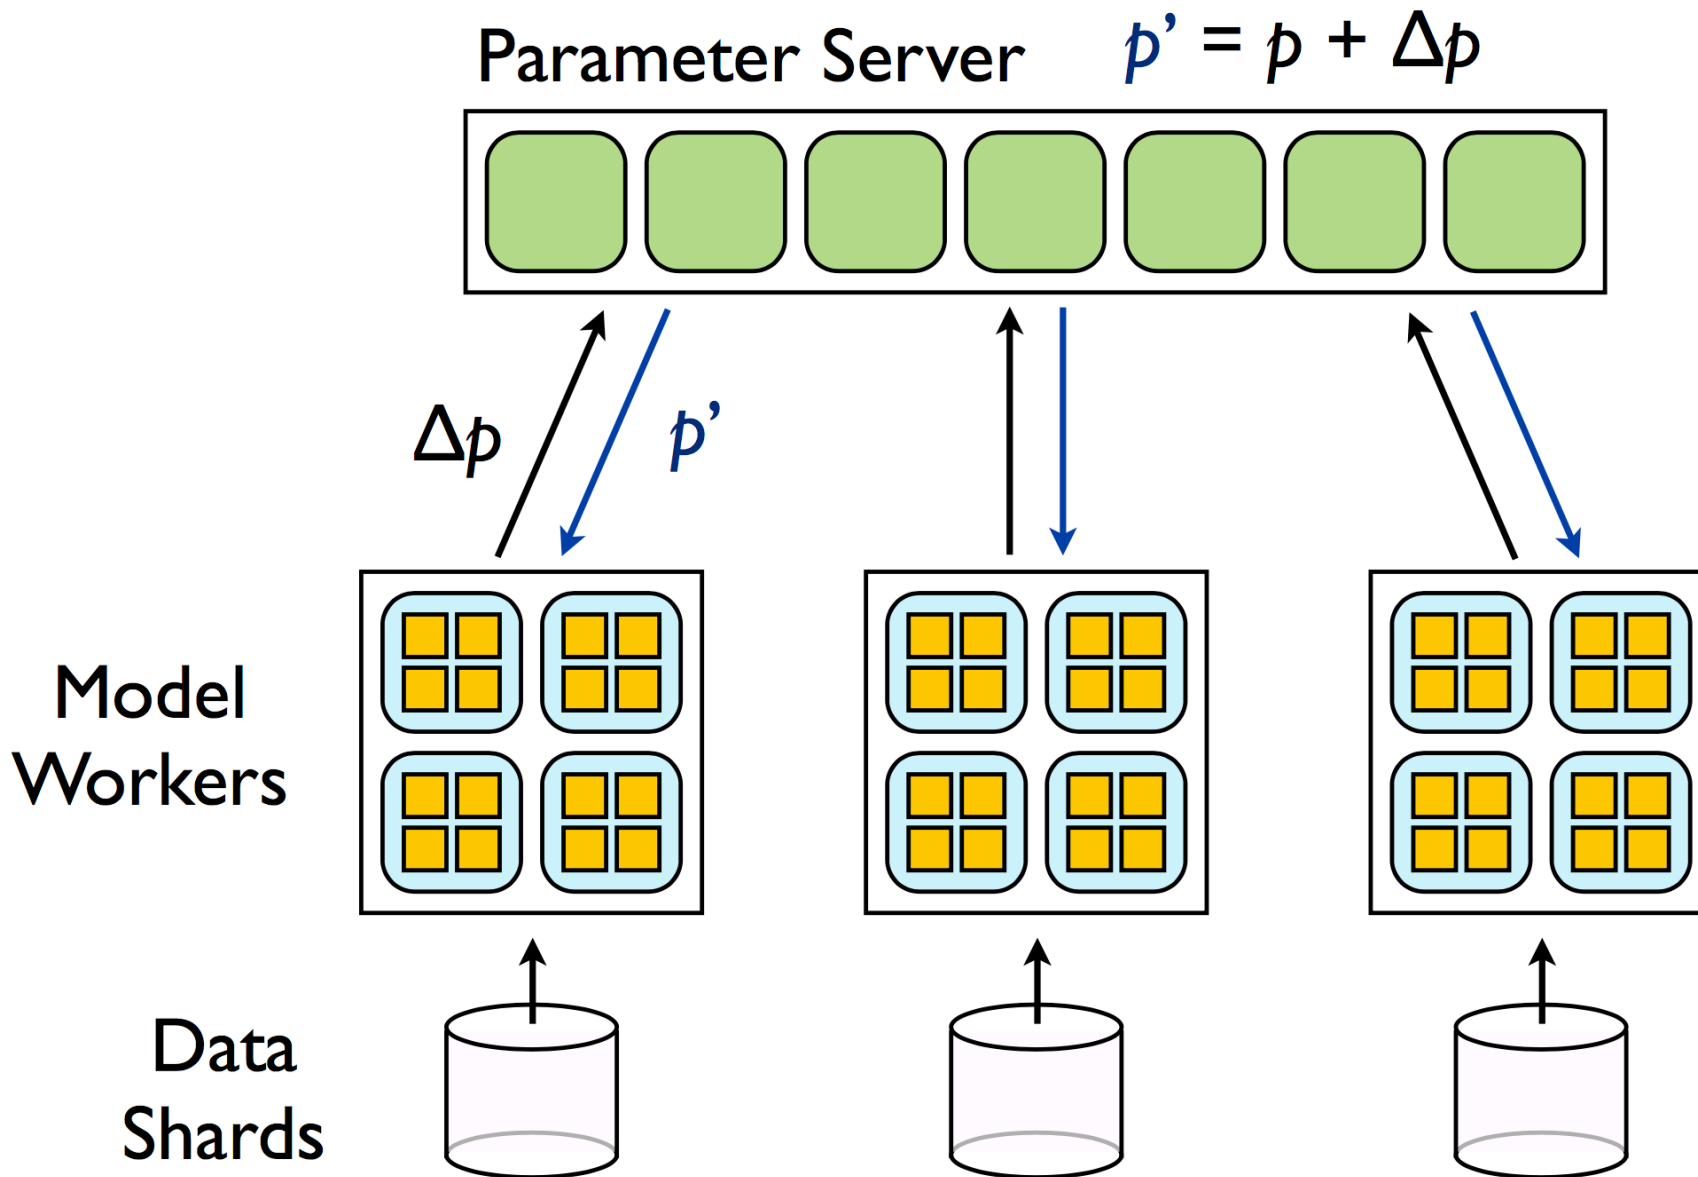 Parameter Server p’ = p + Δp
Δp p’
Model
Workers
Data
Shards